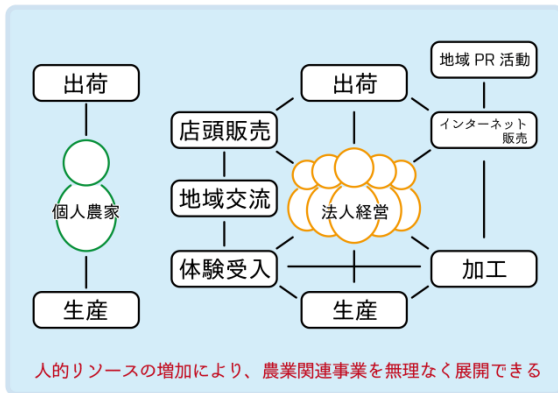 出荷
個人農家
生産
地域 PR 活動
出荷
店頭販売
インターネット
販売
地域交流
法人経営
体験受入
加工
生産
人的リソースの増加により、農業関連事業を無理なく展開できる